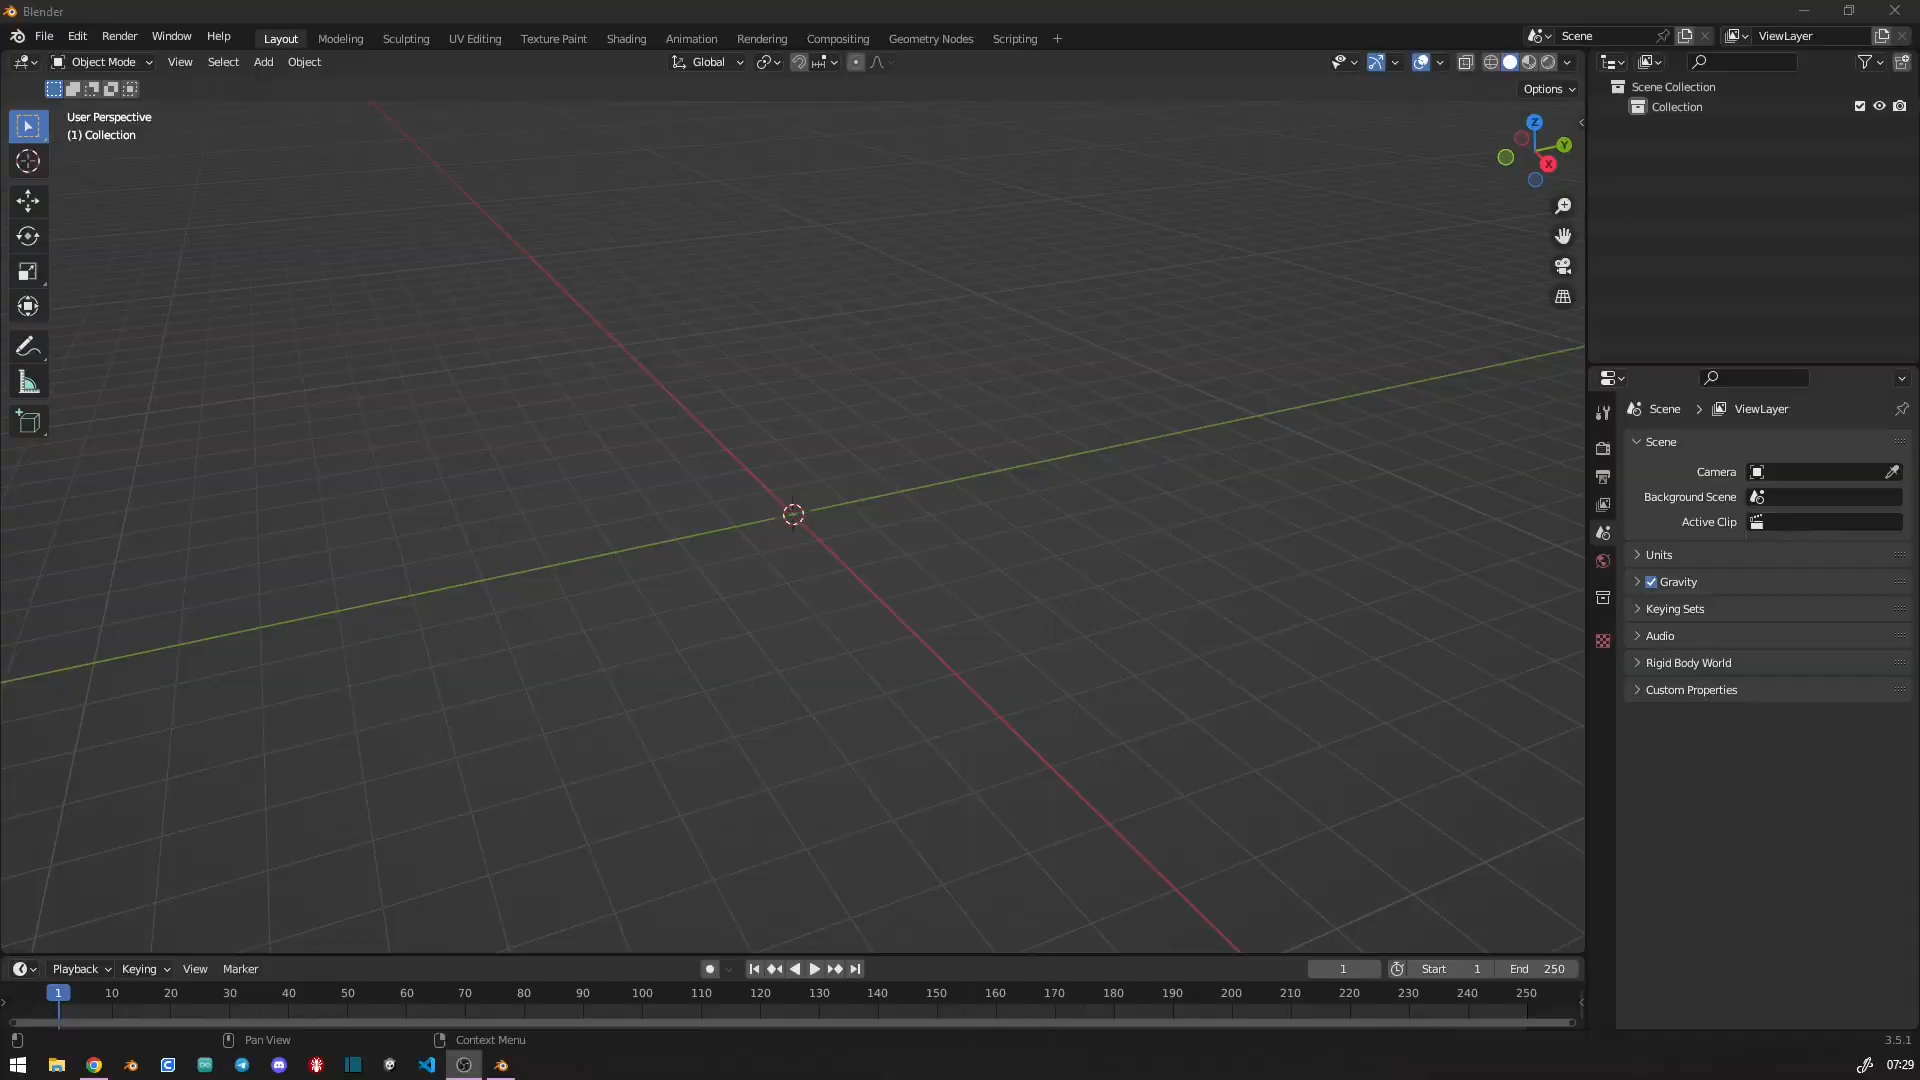 Blender
File Edit Render Window Help
Layout Modeling Sculpting UV Editing Texture Paint Shading Animation Rendering Compositing Geometry Nodes Scripting +
Scene
ViewLayer
Object Mode View Select Add Object
Global
Options
User Perspective
(1) Collection
Z
Y
X
Scene Collection
Collection
Scene > ViewLayer
Scene
Camera
Background Scene
Active Clip
Units
Gravity
Keying Sets
Audio
Rigid Body World
Custom Properties
Playback Keying View Marker
1
Start 1
End 250
1 10 20 30 40 50 60 70 80 90 100 110 120 130 140 150 160 170 180 190 200 210 220 230 240 250
Pan View
Context Menu
3.5.1
07:29